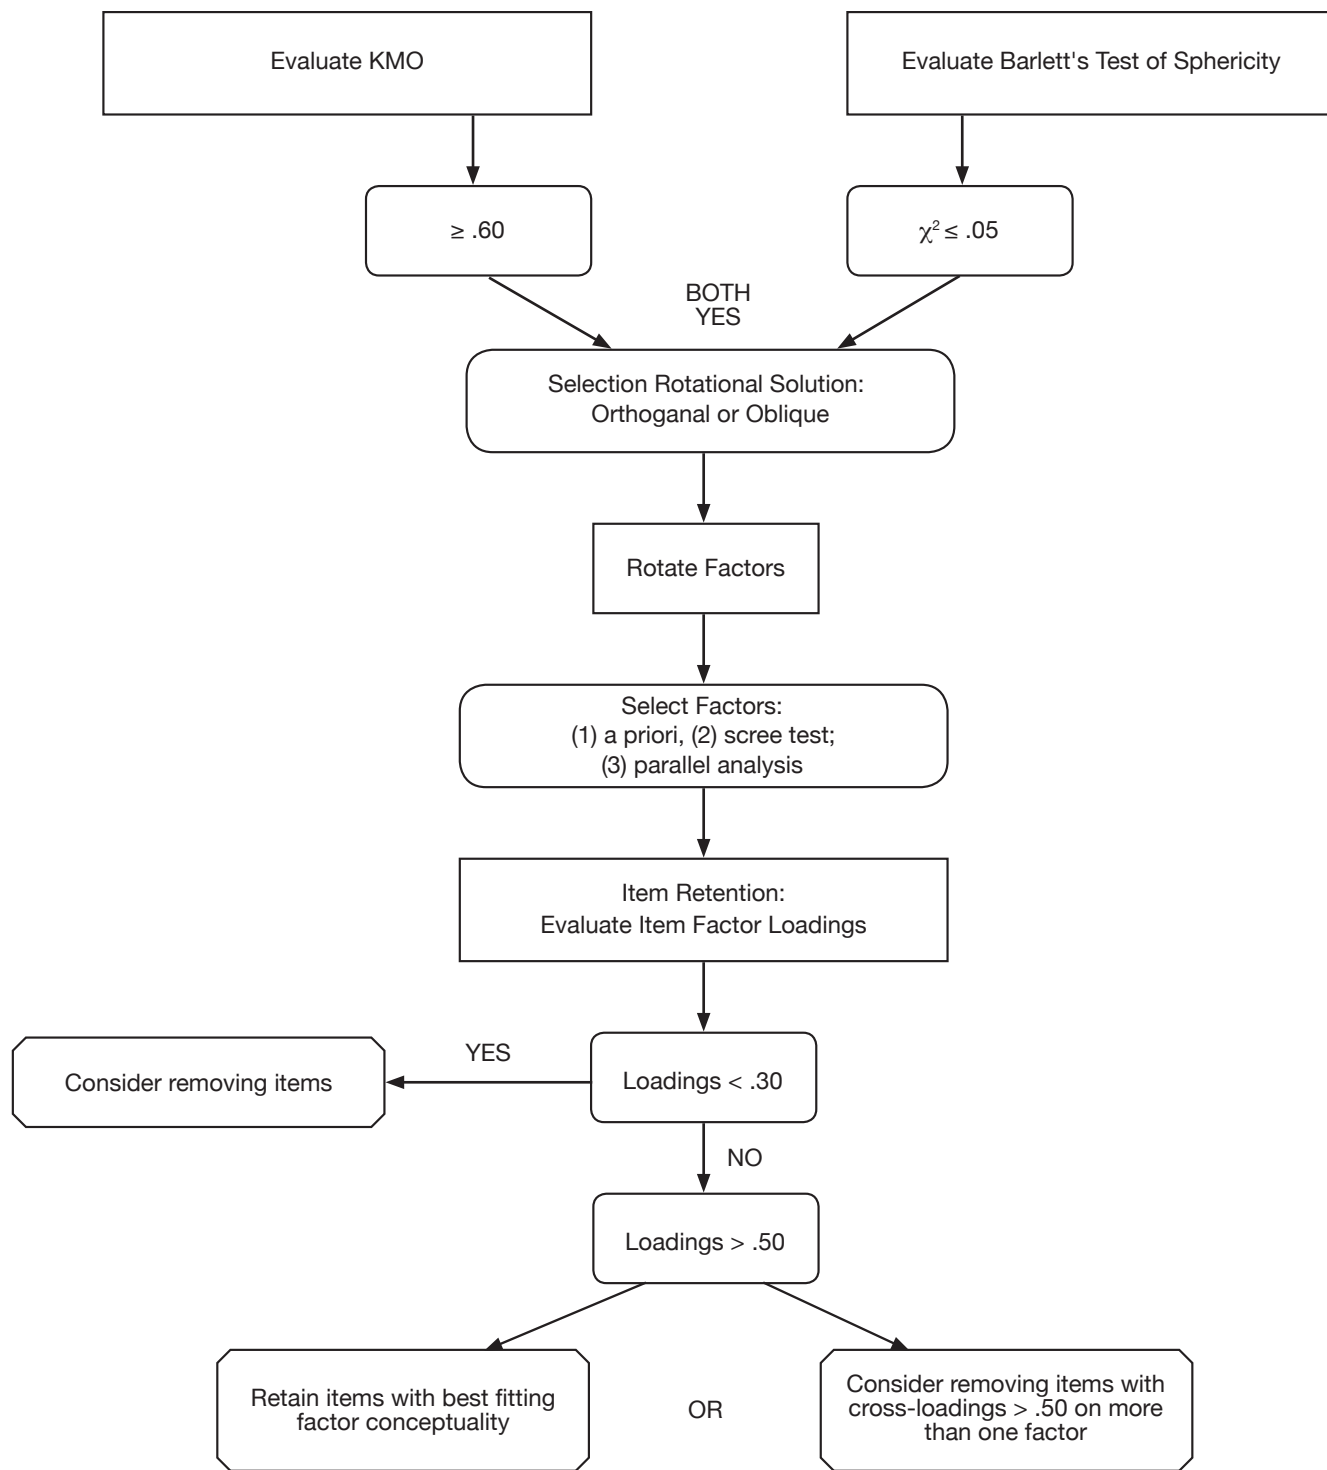 Evaluate KMO
Evaluate Barlett's Test of Sphericity
≥ .60
χ² ≤ .05
BOTH
YES
Selection Rotational Solution:
Orthoganal or Oblique
Rotate Factors
Select Factors:
(1) a priori, (2) scree test;
(3) parallel analysis
Item Retention:
Evaluate Item Factor Loadings
YES
Consider removing items
Loadings < .30
NO
Loadings > .50
Retain items with best fitting
factor conceptuality
OR
Consider removing items with
cross-loadings > .50 on more
than one factor